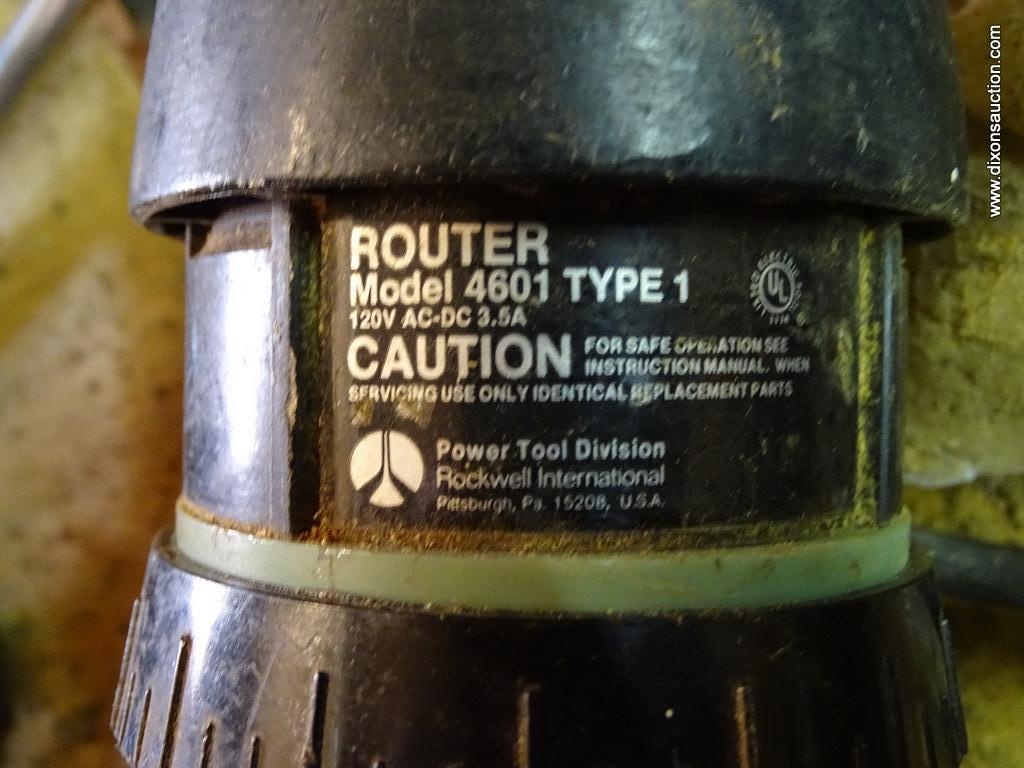 www.dixonsauction.com
ROUTER
Model 4601 TYPE 1
120V AC-DC 3.5A
CAUTION FOR SAFE OPERATION SEE
INSTRUCTION MANUAL. WHEN
SERVICING USE ONLY IDENTICAL REPLACEMENT PARTS
UL
Power Tool Division
Rockwell International
Pittsburgh, Pa. 15208, U.S.A.